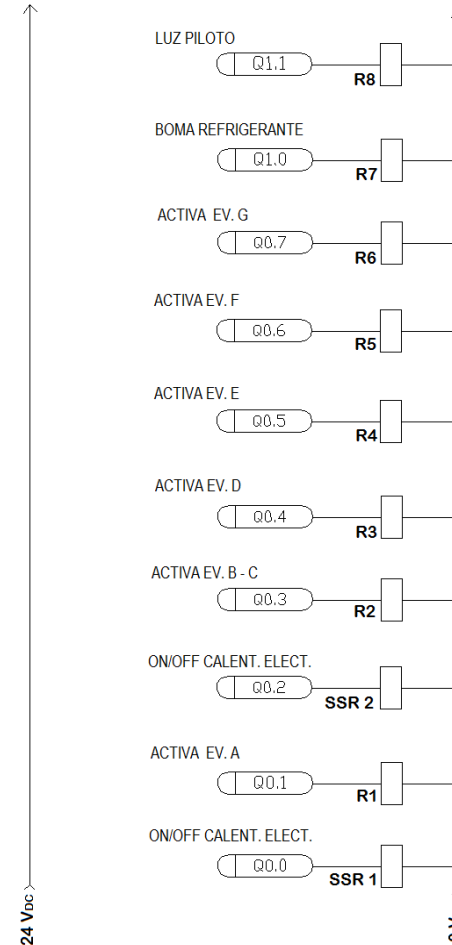 LUZ PILOTO
Q1.1
R8
BOMA REFRIGERANTE
Q1.0
R7
ACTIVA EV. G
Q0.7
R6
ACTIVA EV. F
Q0.6
R5
ACTIVA EV. E
Q0.5
R4
ACTIVA EV. D
Q0.4
R3
ACTIVA EV. B - C
Q0.3
R2
ON/OFF CALENT. ELECT.
Q0.2
SSR 2
ACTIVA EV. A
Q0.1
R1
ON/OFF CALENT. ELECT.
Q0.0
SSR 1
24 VDC